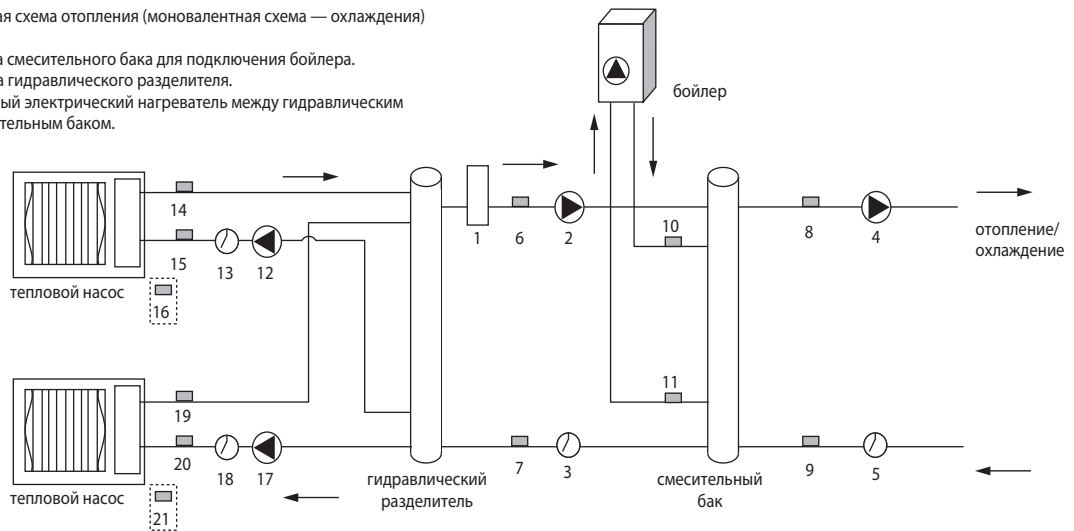 ая схема отопления (моновалентная схема — охлаждения)
а смесительного бака для подключения бойлера.
а гидравлического разделителя.
ый электрический нагреватель между гидравлическим
тельным баком.
бойлер
14
1
6
2
10
8
4
отопление/
охлаждение
15
13
12
тепловой насос
16
19
11
20
18
17
7
3
9
5
гидравлический
разделитель
смесительный
бак
тепловой насос
21